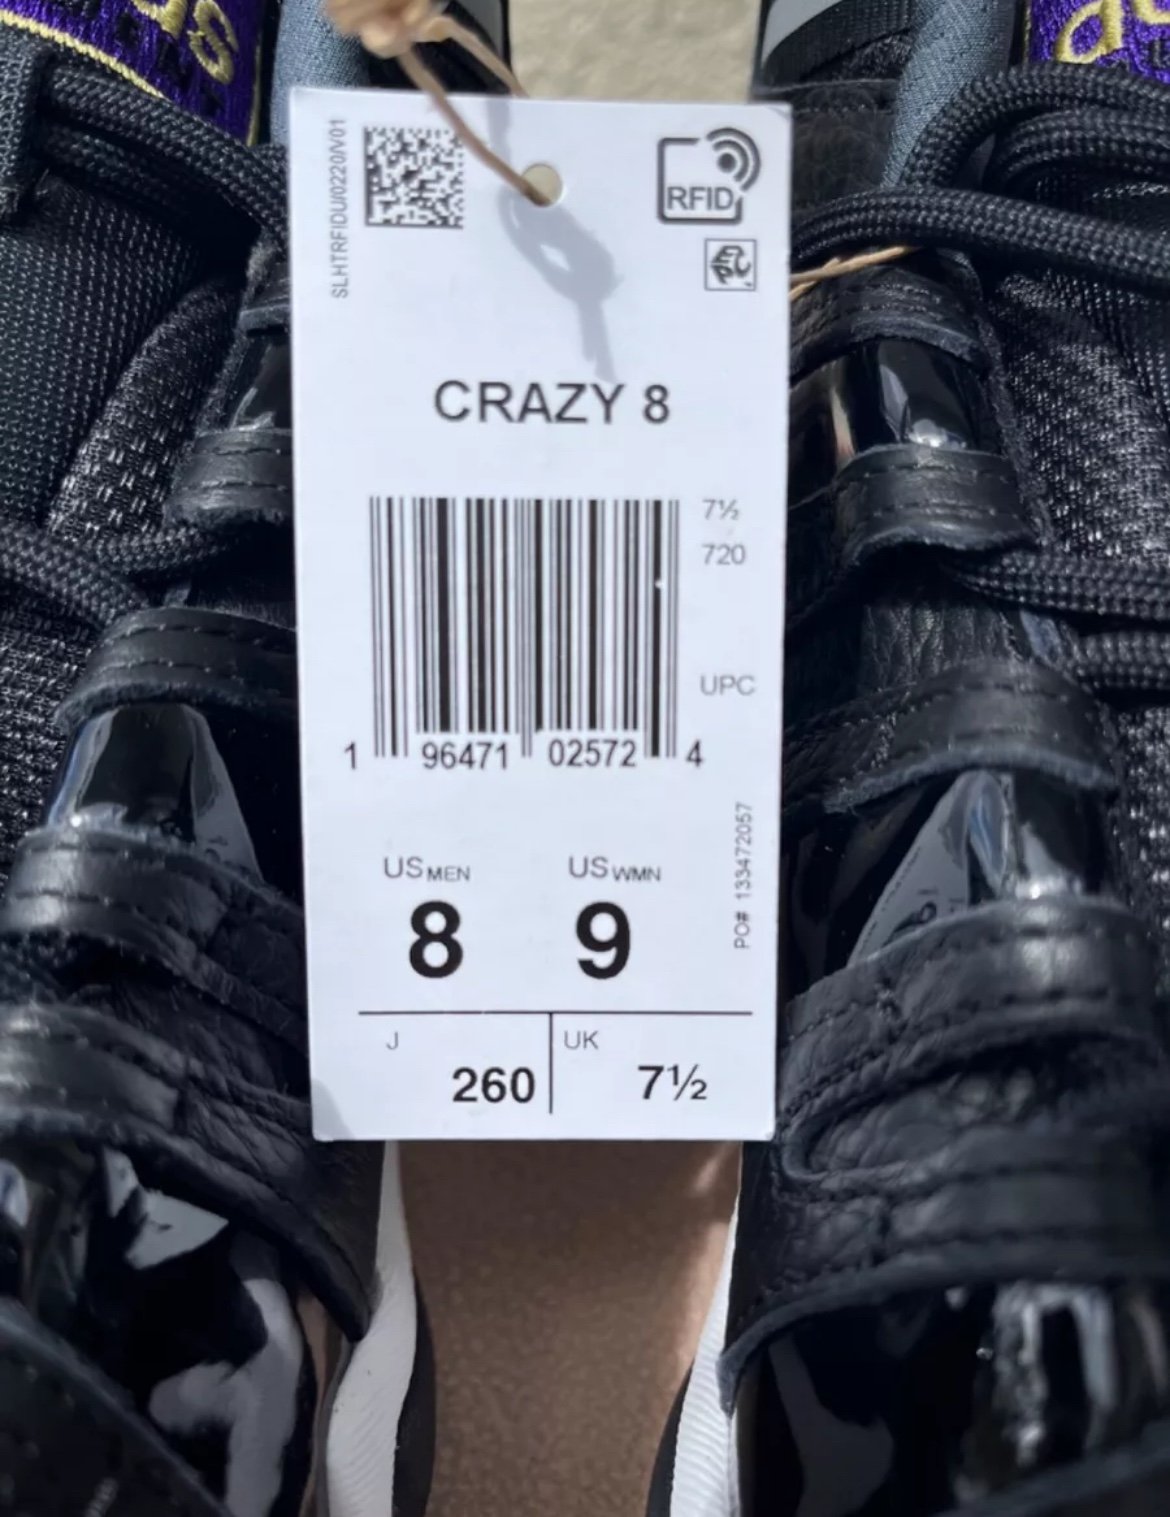 SLHTRFIDU/0220/V01
RFID
EPC
CRAZY 8
7½
720
UPC
1 96471 02572 4
US MEN US WMN
8 9
PO# 133472057
J UK
260 7½